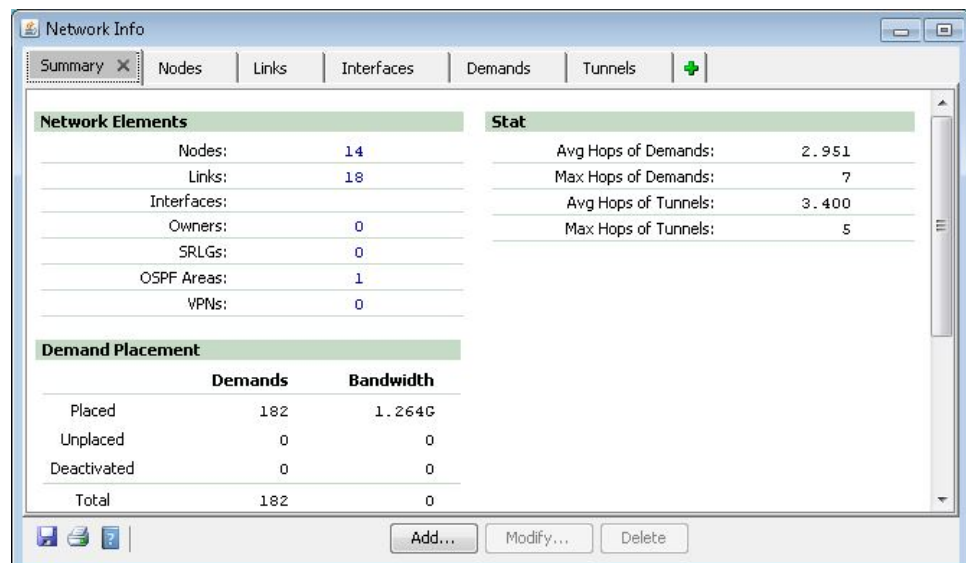 Network Info
Summary Nodes Links Interfaces Demands Tunnels
Network Elements
Nodes: 14
Links: 18
Interfaces:
Owners: 0
SRLGs: 0
OSPF Areas: 1
VPNs: 0
Stat
Avg Hops of Demands: 2.951
Max Hops of Demands: 7
Avg Hops of Tunnels: 3.400
Max Hops of Tunnels: 5
Demand Placement
Demands Bandwidth
Placed 182 1.264G
Unplaced 0 0
Deactivated 0 0
Total 182 0
Add... Modify... Delete